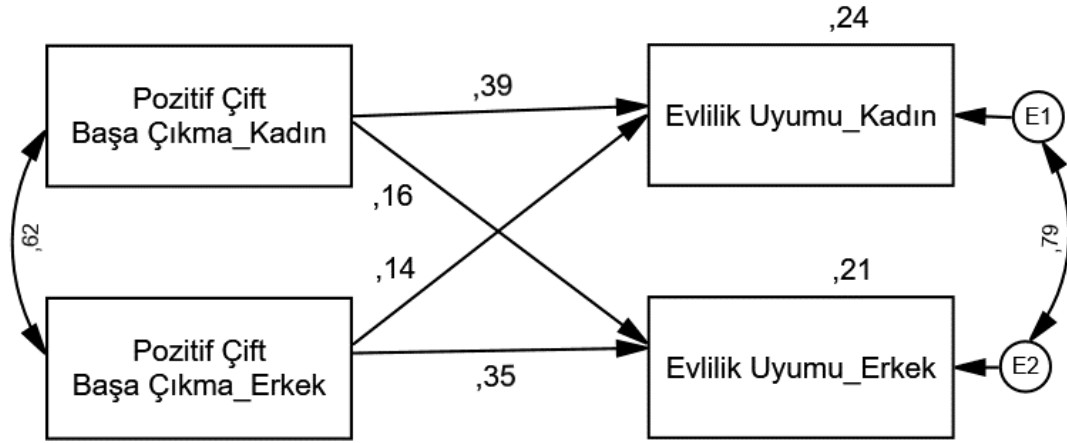 ,24
Pozitif Çift
Başa Çıkma_Kadın
,39
Evlilik Uyumu_Kadın
E1
,16
,62
,79
,14
,21
Pozitif Çift
Başa Çıkma_Erkek
,35
Evlilik Uyumu_Erkek
E2